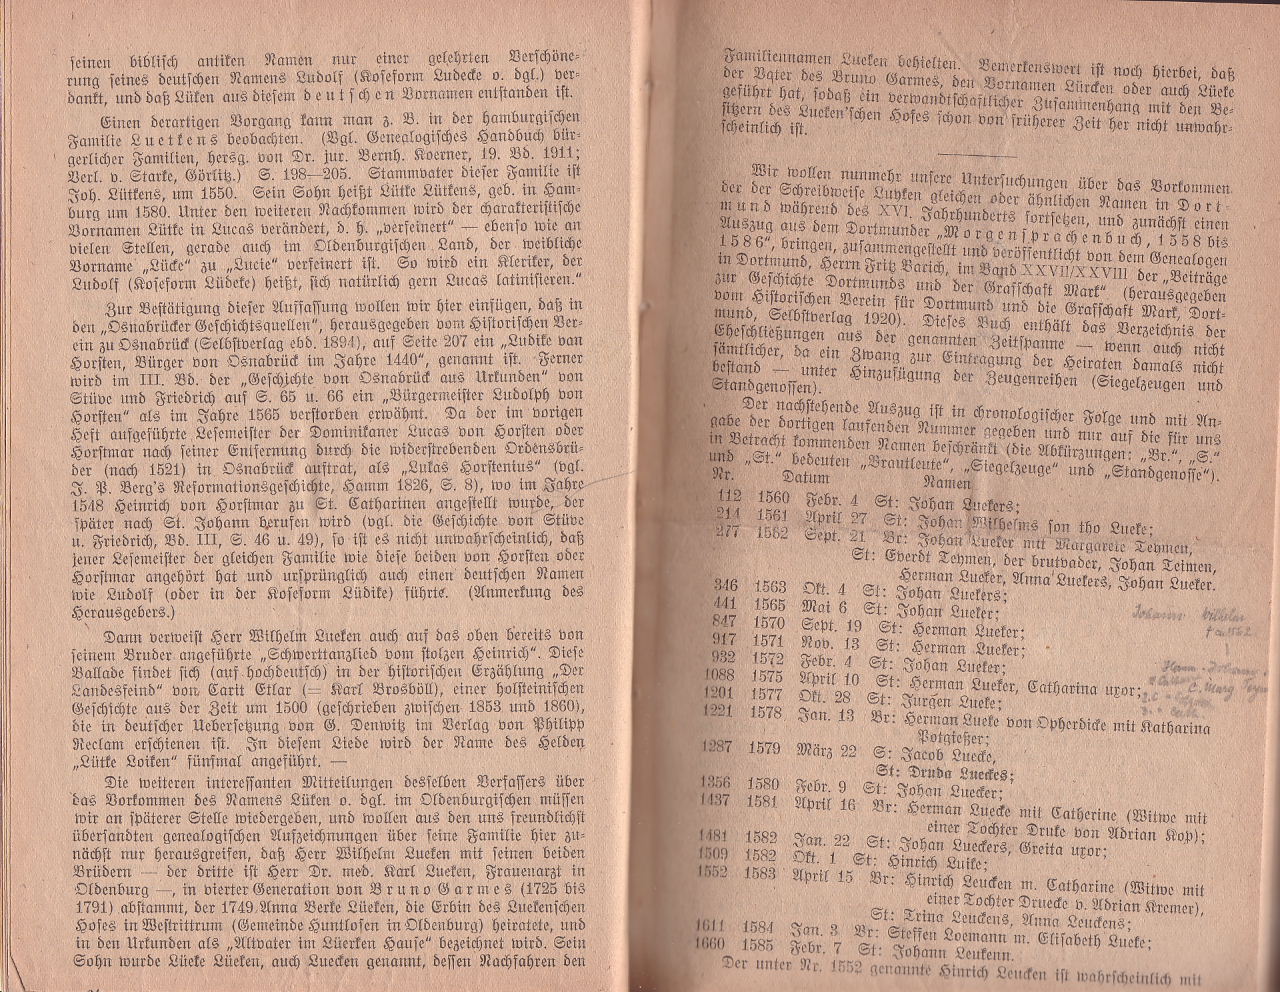 seinen biblisch antiken Namen nur einer gelehrten Verschöne-
rung seines deutschen Namens Ludolf (Koseform Ludecke o. dgl.) ver-
dankt, und daß Lüken aus diesem deutschen Vornamen entstanden ist.
Einen derartigen Vorgang kann man z. B. in der hamburgischen
Familie Luetkens beobachten. (Vgl. Genealogisches Handbuch bür-
gerlicher Familien, hersg. von Dr. jur. Bernh. Koerner, 19. Bd. 1911;
Verl. v. Starke, Görlitz.) S. 198—205. Stammvater dieser Familie ist
Joh. Lütkens, um 1550. Sein Sohn heißt Lütke Lütkens, geb. in Ham-
burg um 1580. Unter den weiteren Nachkommen wird der charakteristische
Vornamen Lütke in Lucas verändert, d. h. „verfeinert" — ebenso wie an
vielen Stellen, gerade auch im Oldenburgischen Land, der weibliche
Vorname „Lücke" zu „Lucie" verfeinert ist. So wird ein Kleriker, der
Ludolf (Koseform Lüdeke) heißt, sich natürlich gern Lucas latinisieren."
Zur Bestätigung dieser Auffassung wollen wir hier einfügen, daß in
den „Osnabrücker Geschichtsquellen", herausgegeben vom Historischen Ver-
ein zu Osnabrück (Selbstverlag ebd. 1894), auf Seite 207 ein „Ludike van
Horsten, Bürger von Osnabrück im Jahre 1440", genannt ist. Ferner
wird im III. Bd. der „Geschichte von Osnabrück aus Urkunden" von
Stüve und Friedrich auf S. 65 u. 66 ein „Bürgermeister Ludolph von
Horsten" als im Jahre 1565 verstorben erwähnt. Da der im vorigen
Heft aufgeführte Lesemeister der Dominikaner Lucas von Horsten oder
Horstmar nach seiner Entfernung durch die widerstrebenden Ordensbrü-
der (nach 1521) in Osnabrück auftrat, als „Lukas Horstenius" (vgl.
J. P. Berg's Reformationsgeschichte, Hamm 1826, S. 8), wo im Jahre
1548 Heinrich von Horstmar zu St. Catharinen angestellt wurde, der
später nach St. Johann berufen wird (vgl. die Geschichte von Stüve
u. Friedrich, Bd. III, S. 46 u. 49), so ist es nicht unwahrscheinlich, daß
jener Lesemeister der gleichen Familie wie diese beiden von Horsten oder
Horstmar angehört hat und ursprünglich auch einen deutschen Namen
wie Ludolf (oder in der Koseform Lüdike) führte. (Anmerkung des
Herausgebers.)
Dann verweist Herr Wilhelm Lueken auch auf das oben bereits von
seinem Bruder angeführte „Schwerttanzlied vom stolzen Heinrich". Diese
Ballade findet sich (auf hochdeutsch) in der historischen Erzählung „Der
Landesfeind" von Carit Etlar (= Karl Brosböll), einer holsteinischen
Geschichte aus der Zeit um 1500 (geschrieben zwischen 1853 und 1860),
die in deutscher Uebersetzung von G. Denwitz im Verlag von Philipp
Reclam erschienen ist. In diesem Liede wird der Name des Helden
„Lütke Loiken" fünfmal angeführt. —
Die weiteren interessanten Mitteilungen desselben Verfassers über
das Vorkommen des Namens Lüken o. dgl. im Oldenburgischen müssen
wir an späterer Stelle wiedergeben, und wollen aus den uns freundlichst
übersandten genealogischen Aufzeichnungen über seine Familie hier zu-
nächst nur herausgreifen, daß Herr Wilhelm Lueken mit seinen beiden
Brüdern — der dritte ist Herr Dr. med. Karl Lueken, Frauenarzt in
Oldenburg —, in vierter Generation von Bruno Garmes (1725 bis
1791) abstammt, der 1749 Anna Berke Lüeken, die Erbin des Luekenschen
Hofes in Westrittrum (Gemeinde Huntlosen in Oldenburg) heiratete, und
in den Urkunden als „Altvater im Lüerken Hause" bezeichnet wird. Sein
Sohn wurde Lüeke Lüeken, auch Luecken genannt, dessen Nachfahren den
Familiennamen Lueken behielten. Bemerkenswert ist noch hierbei, daß
der Vater des Bruno Garmes, den Vornamen Lürcken oder auch Lüeke
geführt hat, sodaß ein verwandtschaftlicher Zusammenhang mit den Be-
sitzern des Lueken'schen Hofes schon von früherer Zeit her nicht unwahr-
scheinlich ist.
Wir wollen nunmehr unsere Untersuchungen über das Vorkommen
der der Schreibweise Lubken gleichen oder ähnlichen Namen in Dort-
mund während des XVI. Jahrhunderts fortsetzen, und zunächst einen
Auszug aus dem Dortmunder „Morgensprachenbuch, 1558 bis
1586", bringen, zusammengestellt und veröffentlicht von dem Genealogen
in Dortmund, Herrn Fritz Barich, im Band XXVII/XXVIII der „Beiträge
zur Geschichte Dortmunds und der Grafschaft Mark" (herausgegeben
vom Historischen Verein für Dortmund und die Grafschaft Mark, Dort-
mund, Selbstverlag 1920). Dieses Buch enthält das Verzeichnis der
Eheschließungen aus der genannten Zeitspanne — wenn auch nicht
sämtlicher, da ein Zwang zur Eintragung der Heiraten damals nicht
bestand — unter Hinzufügung der Zeugenreihen (Siegelzeugen und
Standgenossen).
Der nachstehende Auszug ist in chronologischer Folge und mit An-
gabe der dortigen laufenden Nummer gegeben und nur auf die für uns
in Betracht kommenden Namen beschränkt (die Abkürzungen: „Br.", „S."
und „St." bedeuten „Brautleute", „Siegelzeuge" und „Standgenosse").
Nr. Datum Namen
112 1560 Febr. 4 St: Johan Luekers;
214 1561 April 27 St: Johan Wilhelms son tho Lueke;
277 1562 Sept. 21 Br: Johan Lueker mit Margarete Teymen,
St: Everdt Teymen, der brutvader, Johan Teimen,
Herman Lueker, Anna Luekers, Johan Lueker.
346 1563 Okt. 4 St: Johan Luekers;
441 1565 Mai 6 St: Johan Lueker;
847 1570 Sept. 19 St: Herman Lueker;
917 1571 Nov. 13 St: Herman Lueker;
932 1572 Febr. 4 St: Johan Lueker;
1088 1575 April 10 St: Herman Lueker, Catharina uxor;
1201 1577 Okt. 28 St: Jürgen Lueke;
1221 1578 Jan. 13 Br: Herman Lueke von Opherdicke mit Katharina
Potgießer;
1287 1579 März 22 S: Jacob Luecke,
St: Druda Lueckes;
1356 1580 Febr. 9 St: Johan Luecker;
1437 1581 April 16 Br: Herman Luecke mit Catherine (Witwe mit
einer Tochter Druke von Adrian Kop);
1481 1582 Jan. 22 St: Johan Lueckers, Greita uxor;
1509 1582 Okt. 1 St: Hinrich Luike;
1552 1583 April 15 Br: Hinrich Leucken m. Catharine (Witwe mit
einer Tochter Druecke v. Adrian Kremer),
St: Trina Leuckens, Anna Leuckens;
1611 1584 Jan. 3 Br: Steffen Loemann m. Elisabeth Lueke;
1660 1585 Febr. 7 St: Johann Leukenn.
Der unter Nr. 1552 genannte Hinrich Leucken ist wahrscheinlich mit
Johann Wilhelm